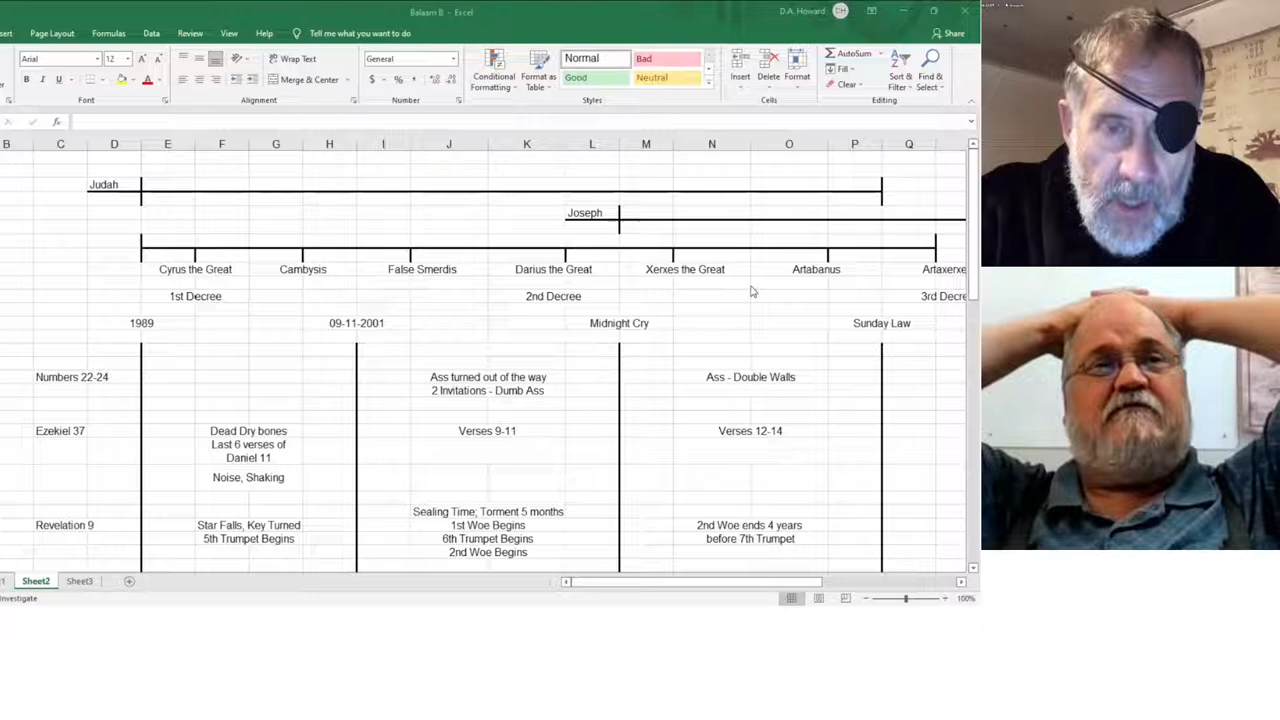 Balaam B - Excel
D.A. Howard
CH
sert
Page Layout
Formulas
Data
Review
View
Help
Tell me what you want to do
Share
Arial
12
Wrap Text
General
Normal
Bad
AutoSum
B I U
Merge & Center
$ % ,
Conditional Formatting
Format as Table
Good
Neutral
Insert
Delete
Format
Fill
Clear
Sort & Filter
Find & Select
Font
Alignment
Number
Styles
Cells
Editing
fx
B C D E F G H I J K L M N O P Q
Judah
Joseph
Cyrus the Great
Cambysis
False Smerdis
Darius the Great
Xerxes the Great
Artabanus
Artaxerxe
1st Decree
2nd Decree
3rd Decre
1989
09-11-2001
Midnight Cry
Sunday Law
Numbers 22-24
Ass turned out of the way
2 Invitations - Dumb Ass
Ass - Double Walls
Ezekiel 37
Dead Dry bones
Last 6 verses of
Daniel 11
Noise, Shaking
Verses 9-11
Verses 12-14
Revelation 9
Star Falls, Key Turned
5th Trumpet Begins
Sealing Time; Torment 5 months
1st Woe Begins
6th Trumpet Begins
2nd Woe Begins
2nd Woe ends 4 years
before 7th Trumpet
1
Sheet2
Sheet3
Investigate
100%